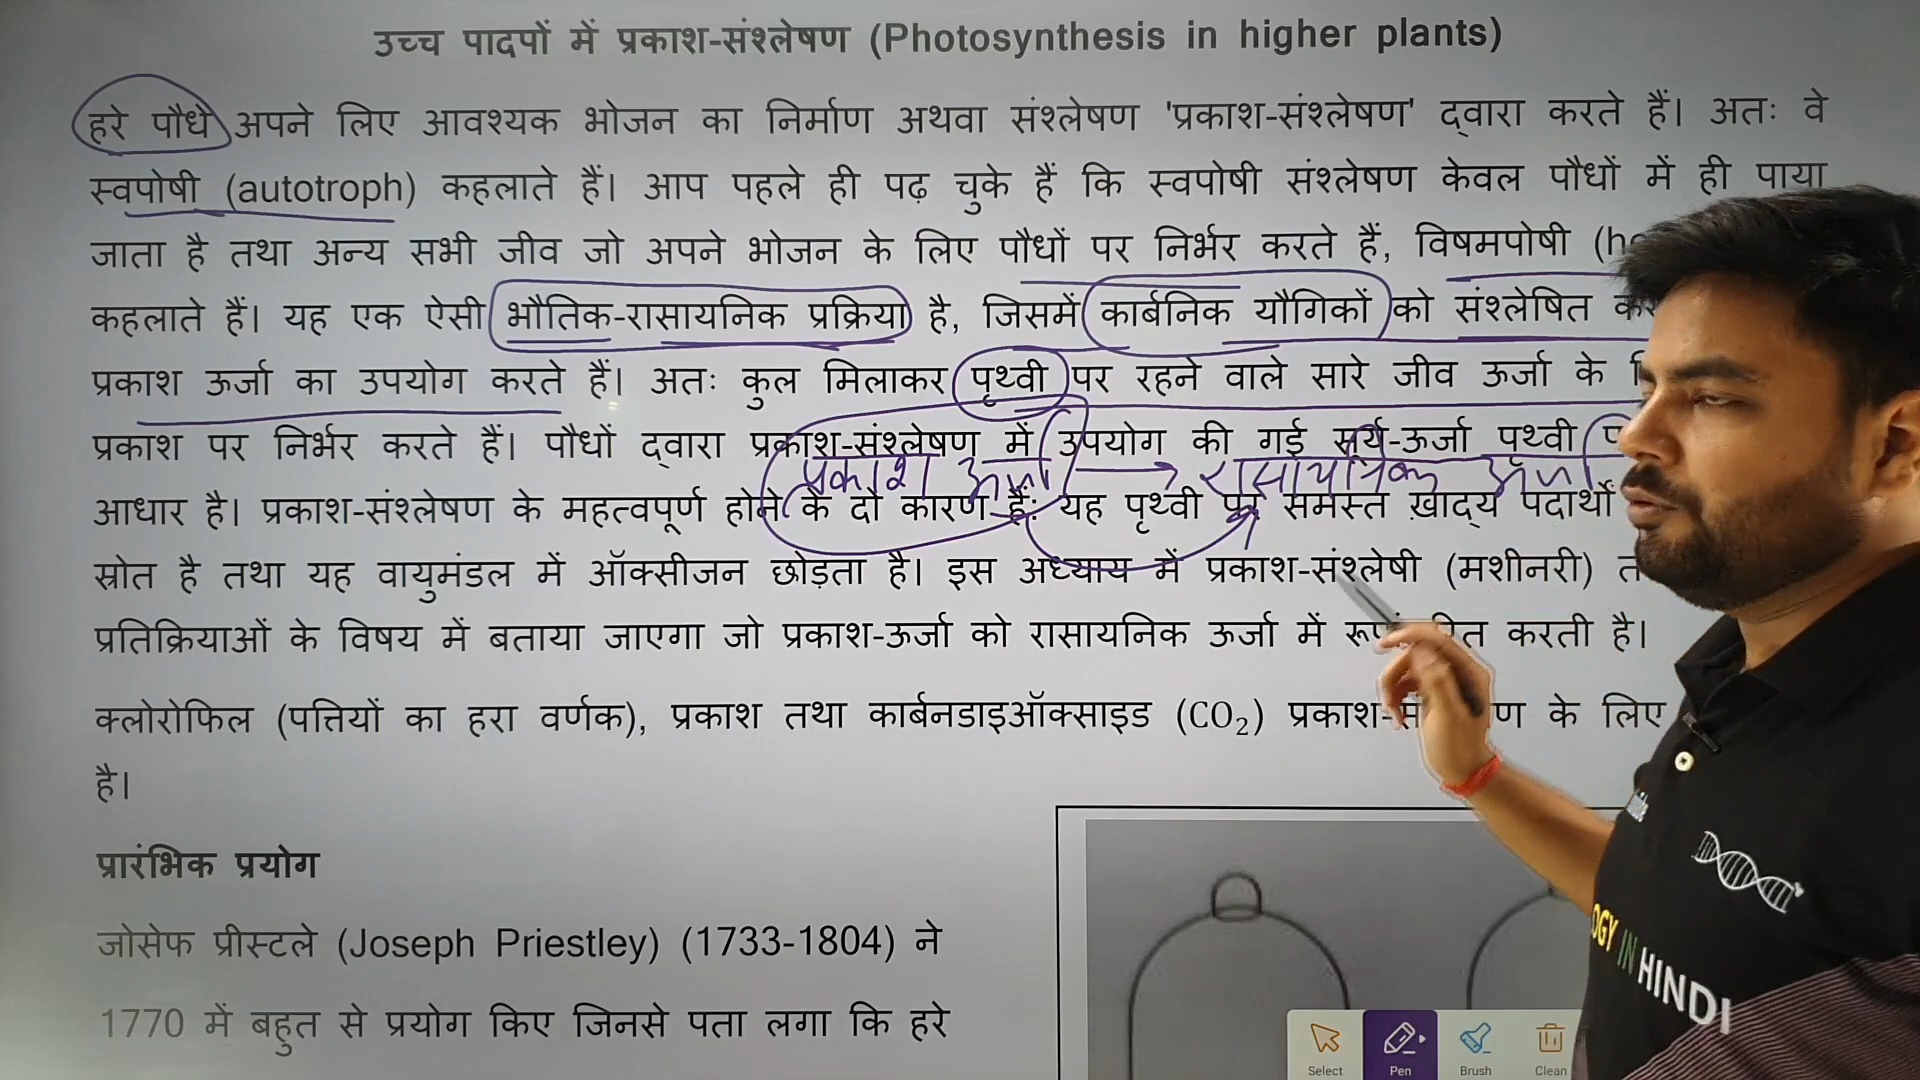 उच्च पादपों में प्रकाश-संश्लेषण (Photosynthesis in higher plants)
हरे पौधे अपने लिए आवश्यक भोजन का निर्माण अथवा संश्लेषण 'प्रकाश-संश्लेषण' द्वारा करते हैं। अतः वे
स्वपोषी (autotroph) कहलाते हैं। आप पहले ही पढ़ चुके हैं कि स्वपोषी संश्लेषण केवल पौधों में ही पाया
जाता है तथा अन्य सभी जीव जो अपने भोजन के लिए पौधों पर निर्भर करते हैं, विषमपोषी
कहलाते हैं। यह एक ऐसी भौतिक-रासायनिक प्रक्रिया है, जिसमें कार्बनिक यौगिकों को संश्लेषित
प्रकाश ऊर्जा का उपयोग करते हैं। अतः कुल मिलाकर पृथ्वी पर रहने वाले सारे जीव ऊर्जा के
प्रकाश पर निर्भर करते हैं। पौधों द्वारा प्रकाश-संश्लेषण में उपयोग की गई सूर्य-ऊर्जा पृथ्वी
प्रकाश ऊर्जा → रासायनिक ऊर्जा
आधार है। प्रकाश-संश्लेषण के महत्वपूर्ण होने के दो कारण हैं: यह पृथ्वी पर समस्त ख़ाद्य पदार्थों
स्रोत है तथा यह वायुमंडल में ऑक्सीजन छोड़ता है। इस अध्याय में प्रकाश-संश्लेषी (मशीनरी)
प्रतिक्रियाओं के विषय में बताया जाएगा जो प्रकाश-ऊर्जा को रासायनिक ऊर्जा में करती है।
क्लोरोफिल (पत्तियों का हरा वर्णक), प्रकाश तथा कार्बनडाइऑक्साइड (CO₂) के लिए
है।
प्रारंभिक प्रयोग
जोसेफ प्रीस्टले (Joseph Priestley) (1733-1804) ने
1770 में बहुत से प्रयोग किए जिनसे पता लगा कि हरे
IN HINDI
Select Pen Brush Clean